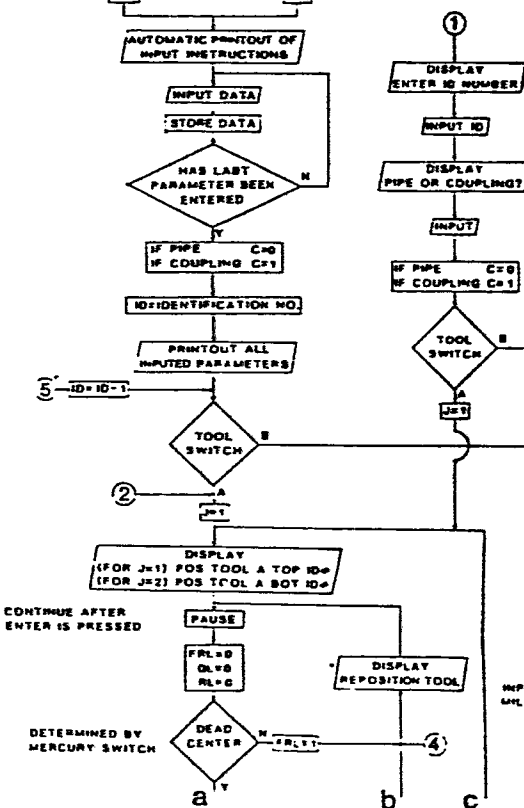 AUTOMATIC PRINTOUT OF
INPUT INSTRUCTIONS
INPUT DATA
STORE DATA
HAS LAST
PARAMETER BEEN
ENTERED
N
Y
IF PIPE C=0
IF COUPLING C=1
ID=IDENTIFICATION NO.
PRINTOUT ALL
INPUTED PARAMETERS
5
ID=ID-1
TOOL
SWITCH
B
A
2
J=1
DISPLAY
(FOR J=1) POS TOOL A TOP ID#
(FOR J=2) POS TOOL A BOT ID#
CONTINUE AFTER
ENTER IS PRESSED
PAUSE
FRL=0
OL=0
RL=0
DETERMINED BY
MERCURY SWITCH
DEAD
CENTER
N
FRL=1
4
Y
a
1
DISPLAY
ENTER ID NUMBER
INPUT ID
DISPLAY
PIPE OR COUPLING?
INPUT
IF PIPE C=0
IF COUPLING C=1
TOOL
SWITCH
B
A
J=1
DISPLAY
REPOSITION TOOL
b
c